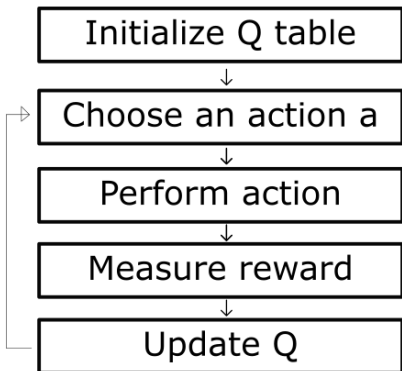 Initialize Q table
Choose an action a
Perform action
Measure reward
Update Q